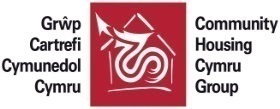 Grŵp
Cartrefi
Cymunedol
Cymru
Community
Housing
Cymru
Group